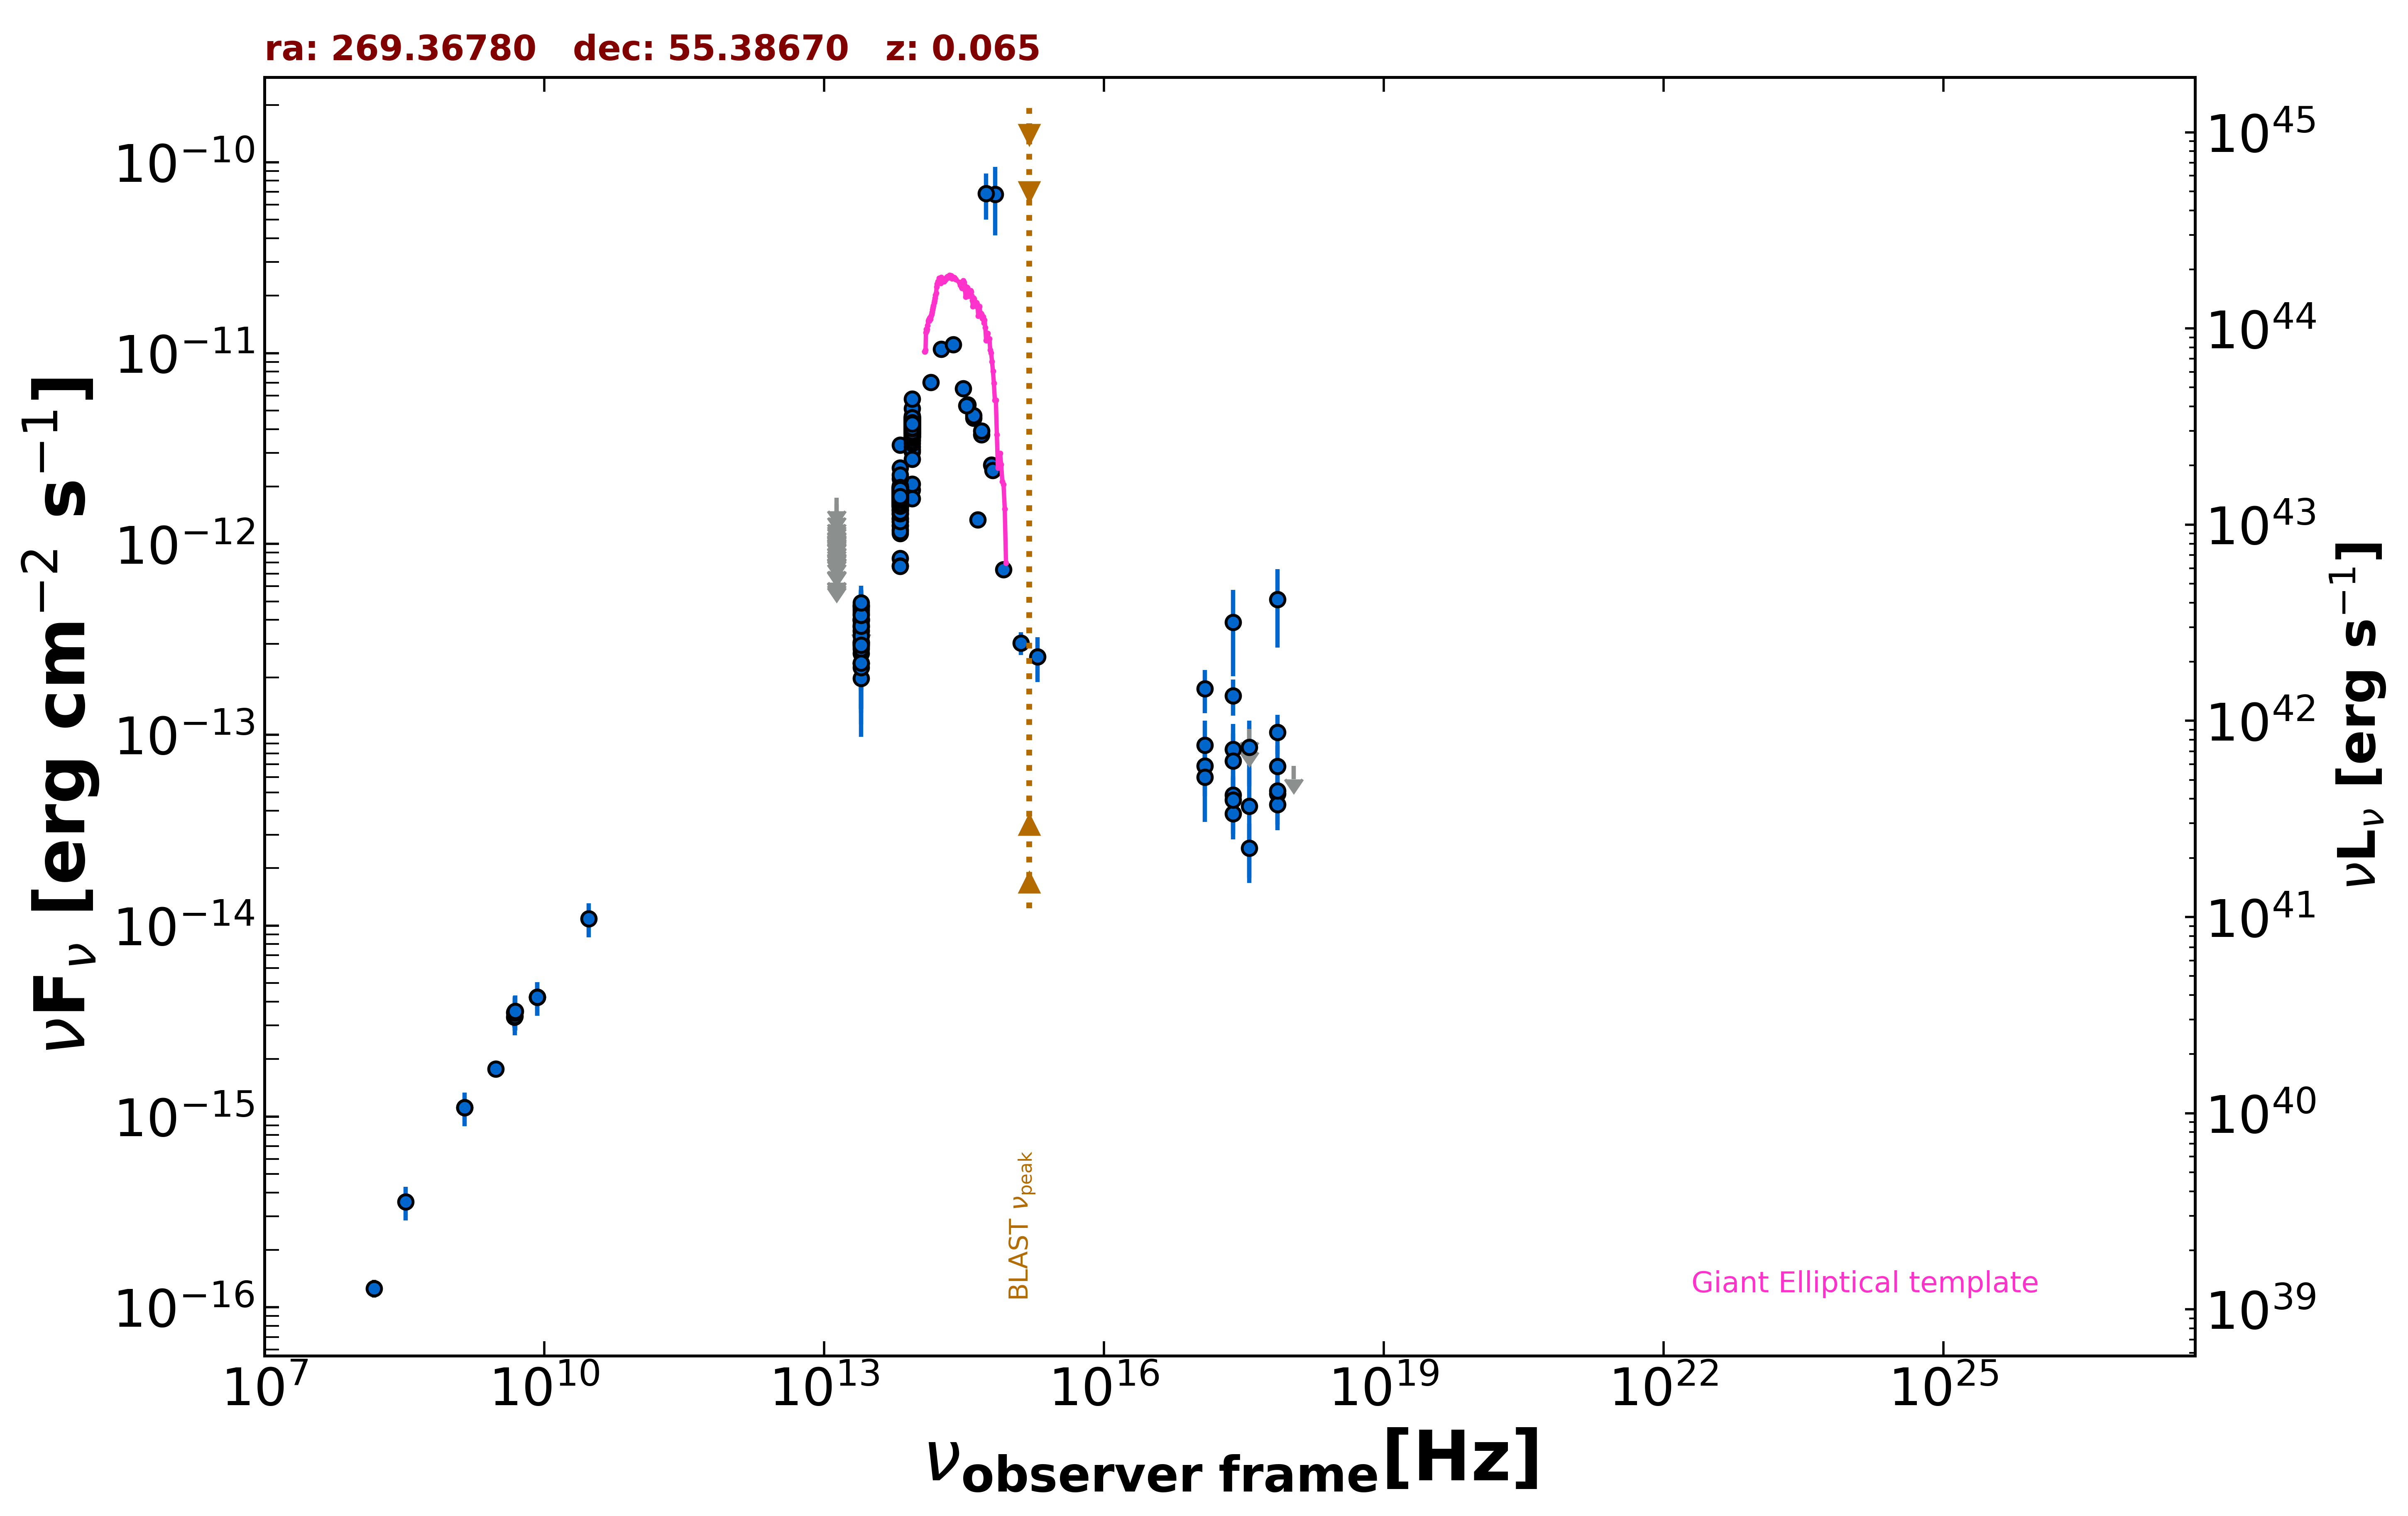 ra: 269.36780   dec: 55.38670   z: 0.065
νFν [erg cm−2 s−1]
10−10
10−11
10−12
10−13
10−14
10−15
10−16
1045
1044
1043
1042
1041
1040
1039
νLν [erg s−1]
BLAST νpeak
Giant Elliptical template
107 1010 1013 1016 1019 1022 1025
νobserver frame[Hz]